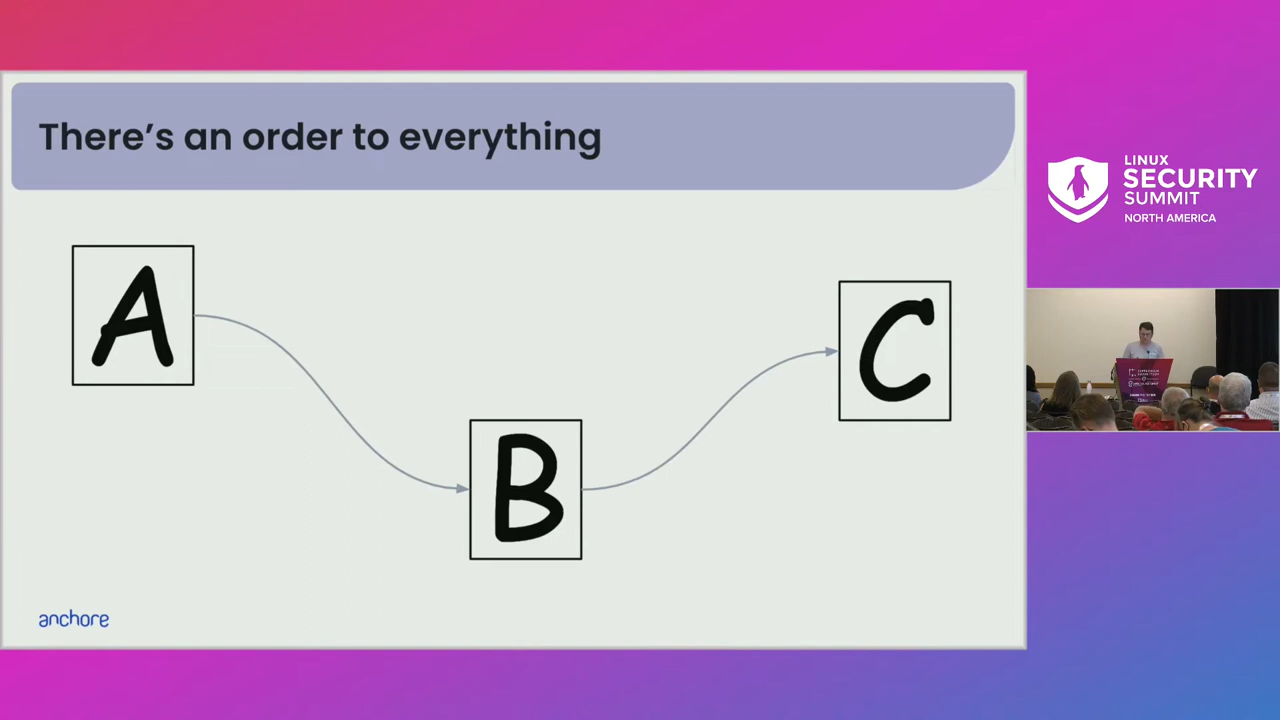 There's an order to everything
A
B
C
anchore
LINUX
SECURITY
SUMMIT
NORTH AMERICA